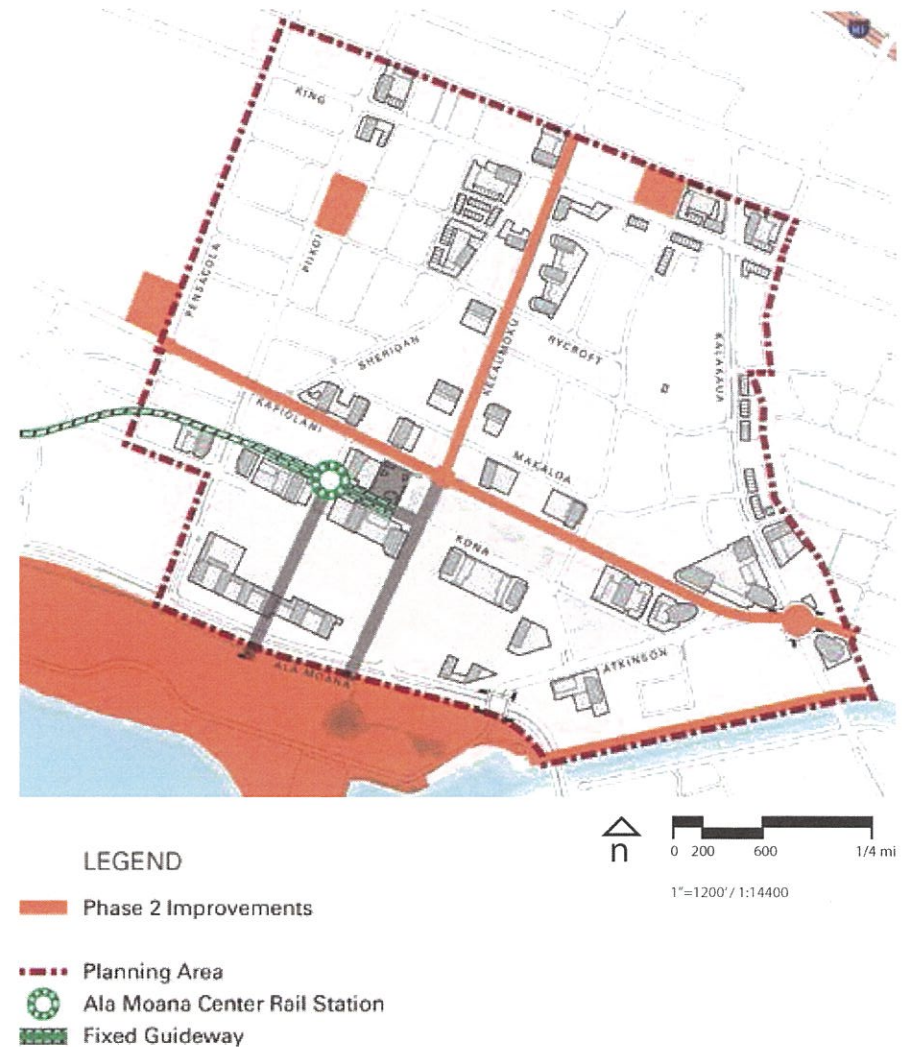 H1
KING
PIIKOI
PENSACOLA
SHERIDAN
KEEAUMOKU
RYCROFT
KALAKAUA
KAPIOLANI
MAKALOA
KONA
ATKINSON
ALA MOANA
n
0 200 600 1/4 mi
1"=1200' / 1:14400
LEGEND
Phase 2 Improvements
Planning Area
Ala Moana Center Rail Station
Fixed Guideway